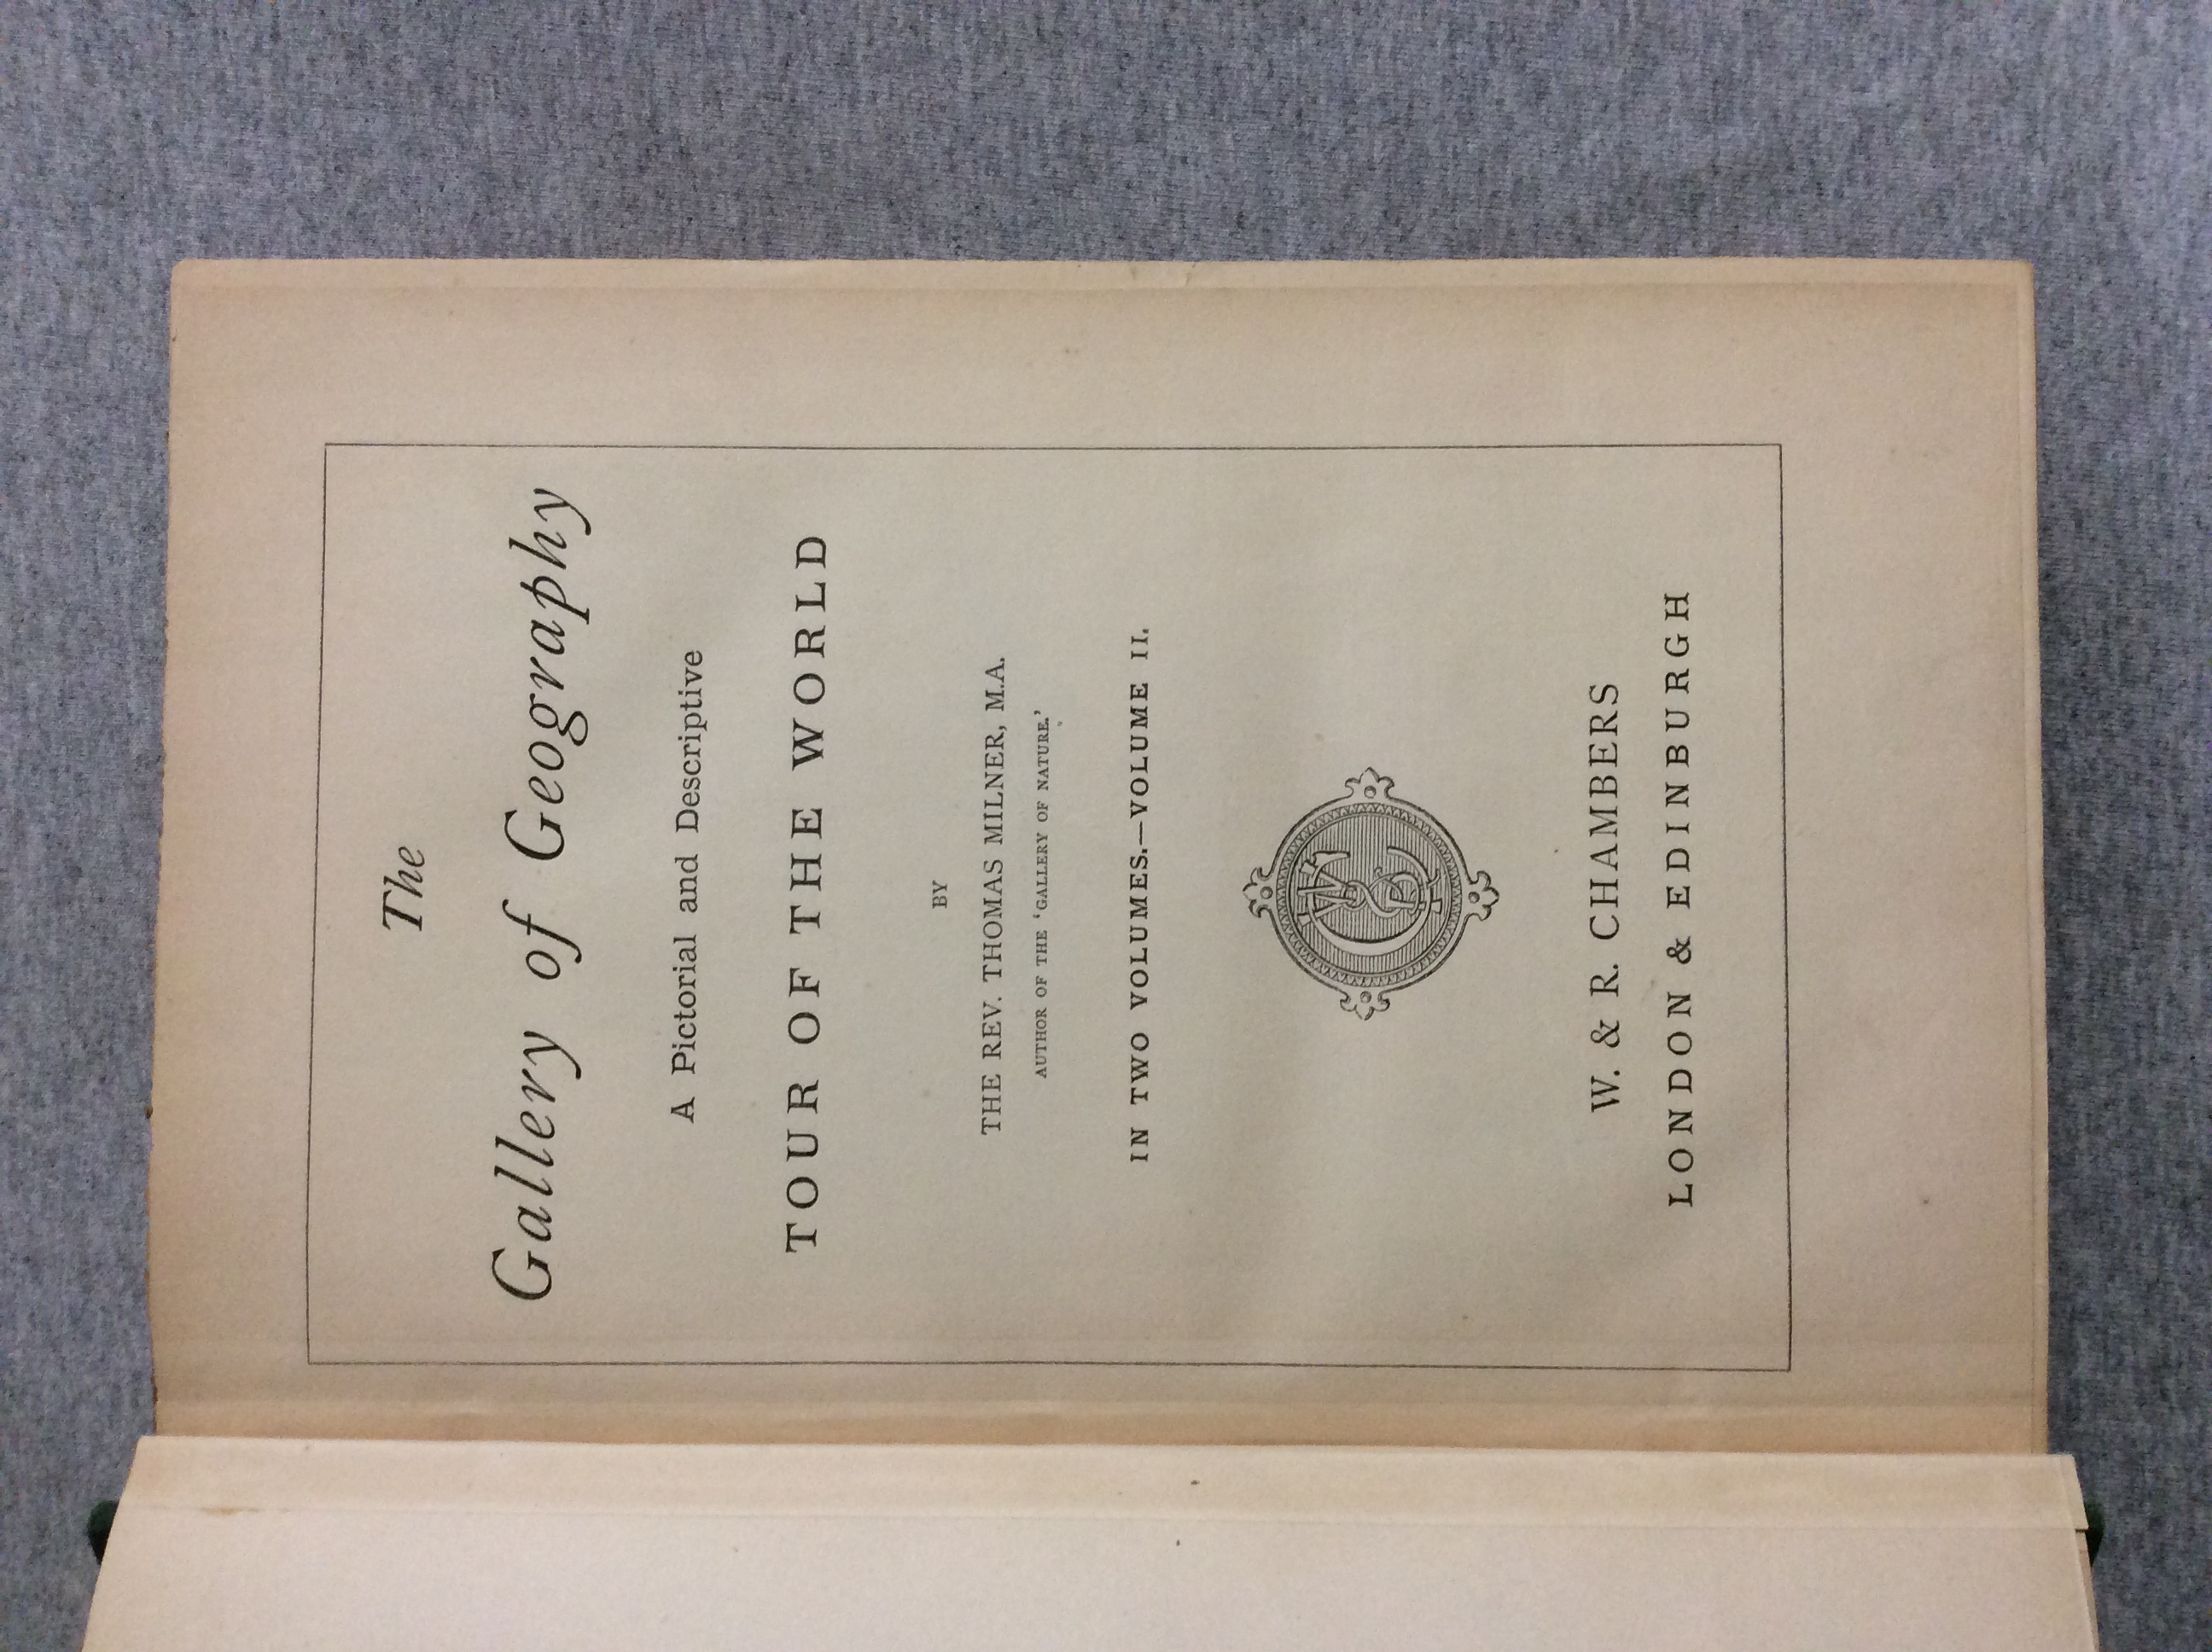 The
Gallery of Geography
A Pictorial and Descriptive
TOUR OF THE WORLD
BY
THE REV. THOMAS MILNER, M.A.
AUTHOR OF THE ‘GALLERY OF NATURE.’
IN TWO VOLUMES.—VOLUME II.
W. & R. CHAMBERS
LONDON & EDINBURGH